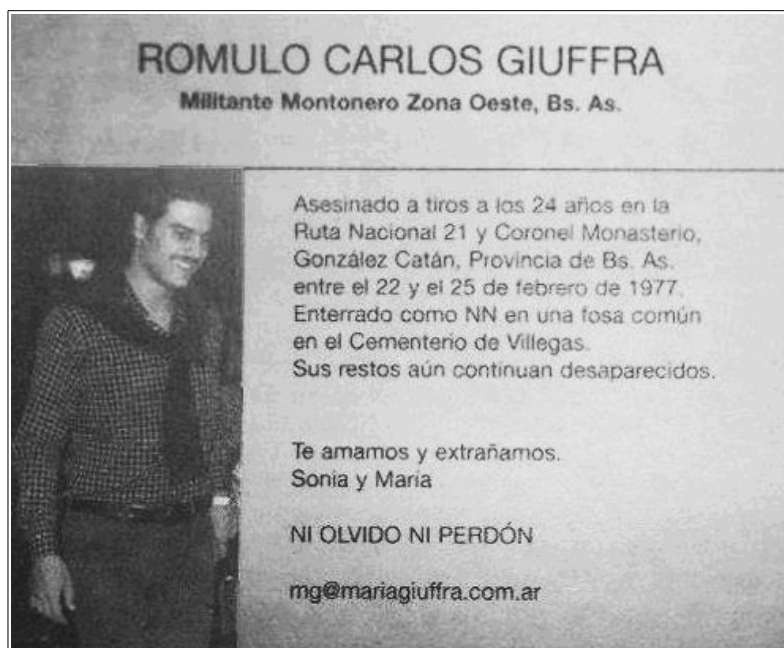 ROMULO CARLOS GIUFFRA
Militante Montonero Zona Oeste, Bs. As.
Asesinado a tiros a los 24 años en la
Ruta Nacional 21 y Coronel Monasterio,
González Catán, Provincia de Bs. As.
entre el 22 y el 25 de febrero de 1977.
Enterrado como NN en una fosa común
en el Cementerio de Villegas.
Sus restos aún continuan desaparecidos.
Te amamos y extrañamos.
Sonia y María
NI OLVIDO NI PERDÓN
mg@mariagiuffra.com.ar